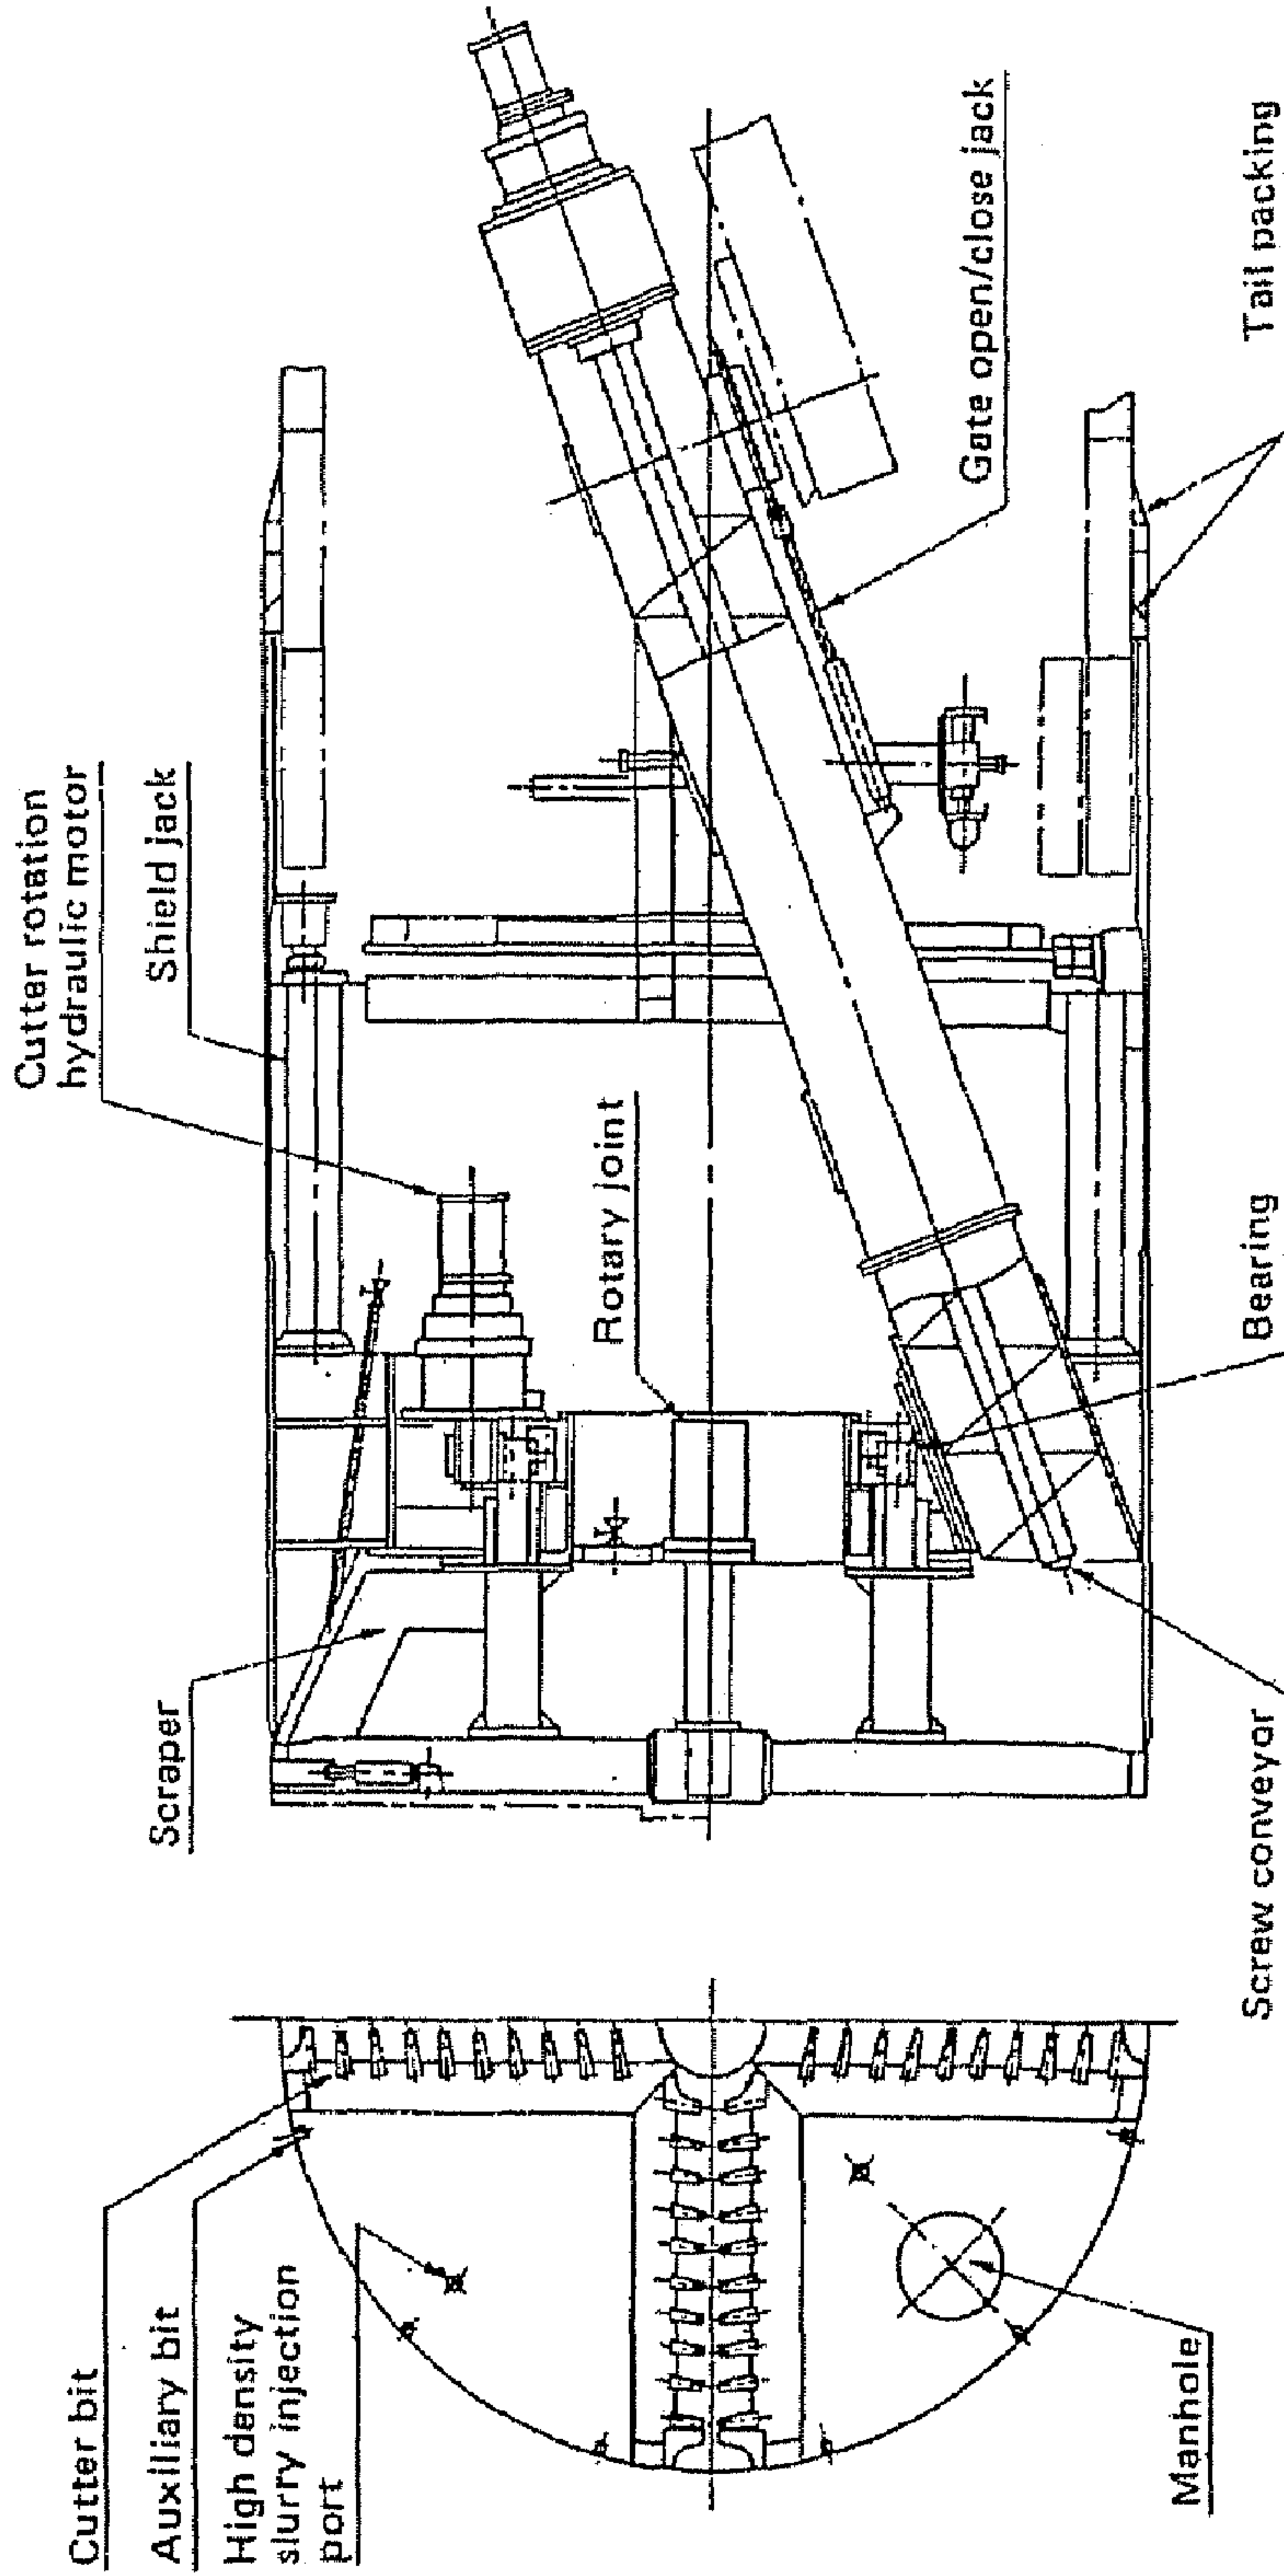 Cutter bit
Auxiliary bit
High density
slurry injection
port
Manhole
Scraper
Cutter rotation
hydraulic motor
Shield jack
Rotary joint
Screw conveyor
Bearing
Gate open/close jack
Tail packing